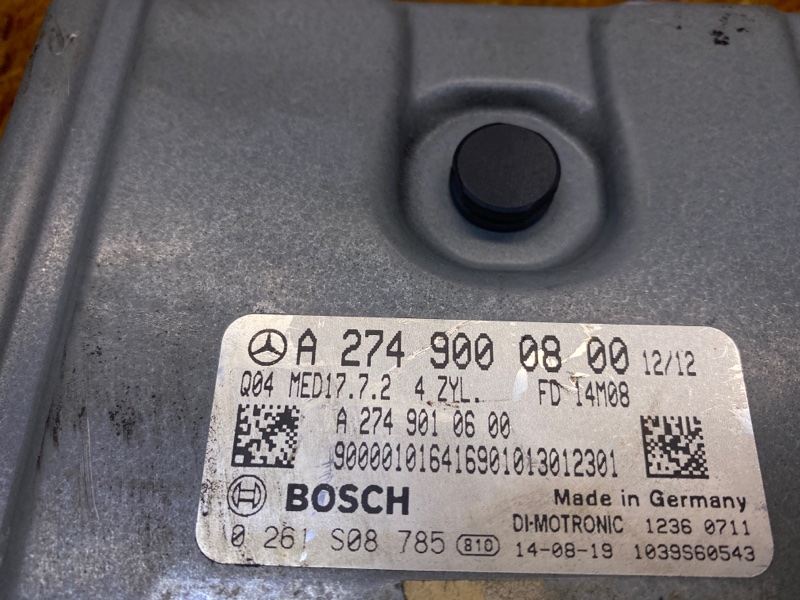 A 274 900 08 00 12/12
Q04 MED17.7.2 4 ZYL. FD 14M08
A 274 901 06 00
900001016416901013012301
BOSCH Made in Germany
DI-MOTRONIC 1236 0711
0 261 S08 785 810 14-08-19 1039S60543